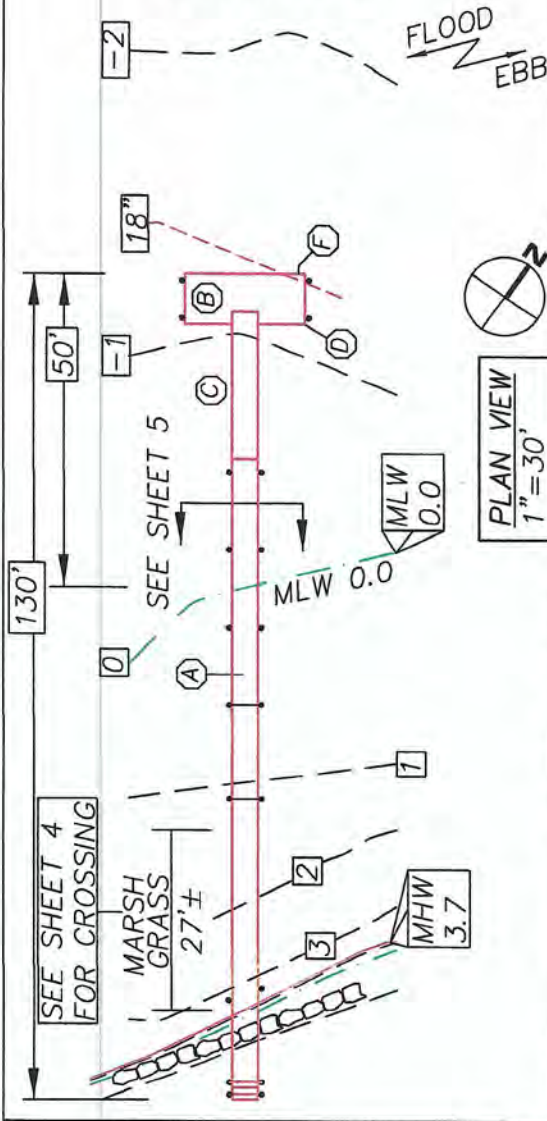 -2
FLOOD
EBB
18"
N
F
B
130'
50'
-1
D
C
SEE SHEET 5
PLAN VIEW
1"=30'
MLW
0.0
MLW 0.0
0
A
SEE SHEET 4
FOR CROSSING
1
MARSH
GRASS
27'±
2
3
MHW
3.7